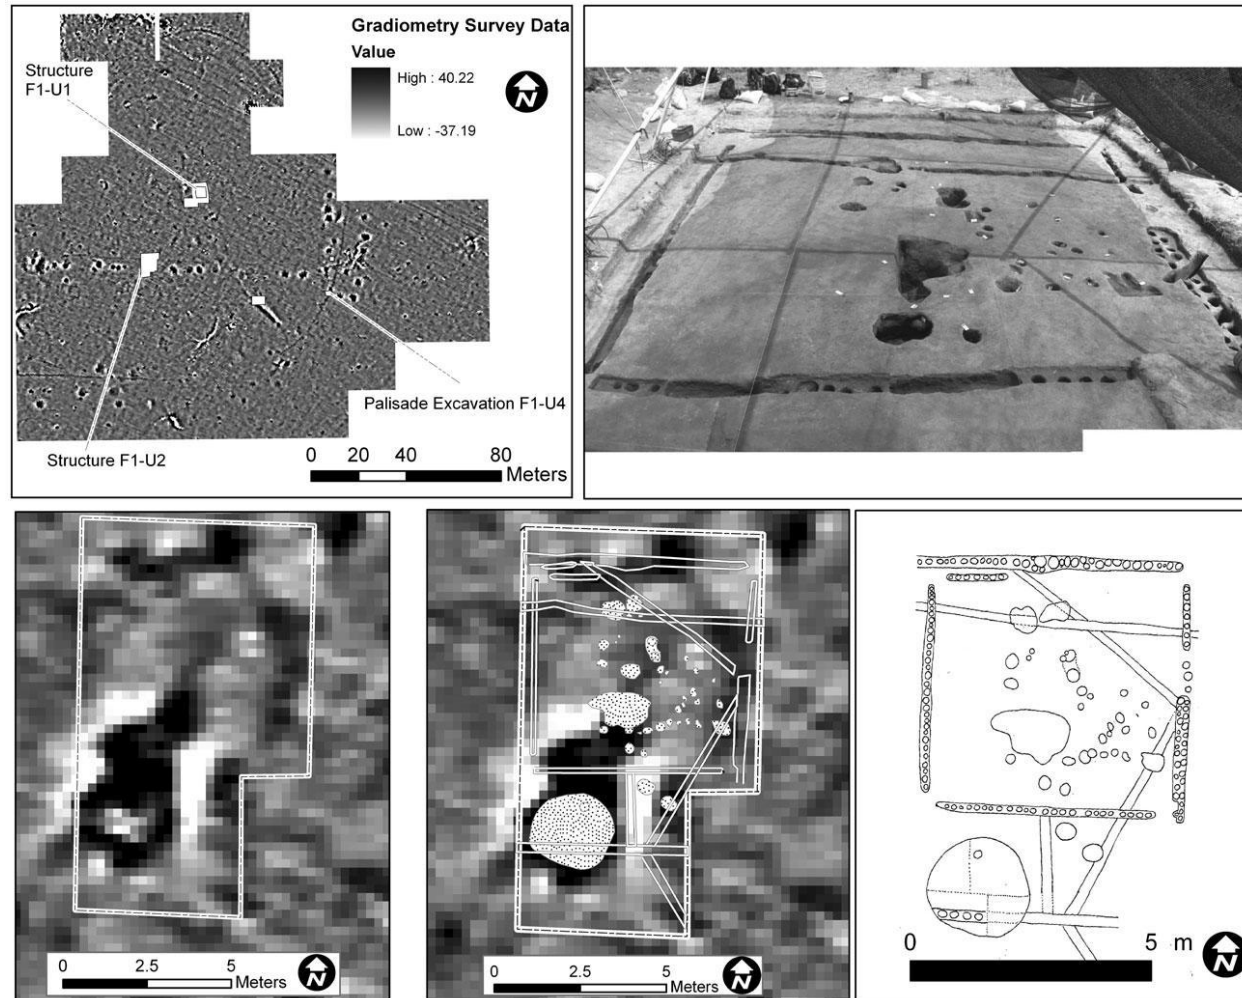 Gradiometry Survey Data
Value
High : 40.22
Low : -37.19
N
Structure
F1-U1
Palisade Excavation F1-U4
Structure F1-U2
0 20 40 80
Meters
0 2.5 5
Meters
N
0 2.5 5
Meters
N
0 5 m
N